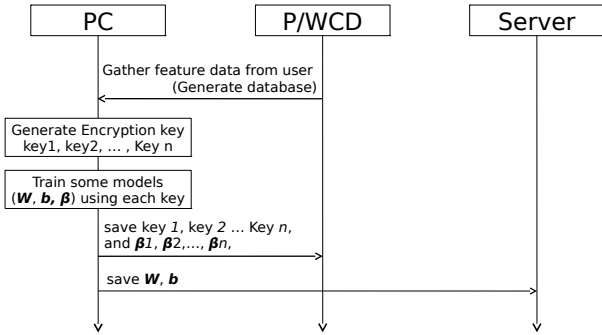 PC
P/WCD
Server
Gather feature data from user
(Generate database)
Generate Encryption key
key1, key2, ... , Key n
Train some models
(W, b, β) using each key
save key 1, key 2 ... Key n,
and β1, β2,..., βn,
save W, b